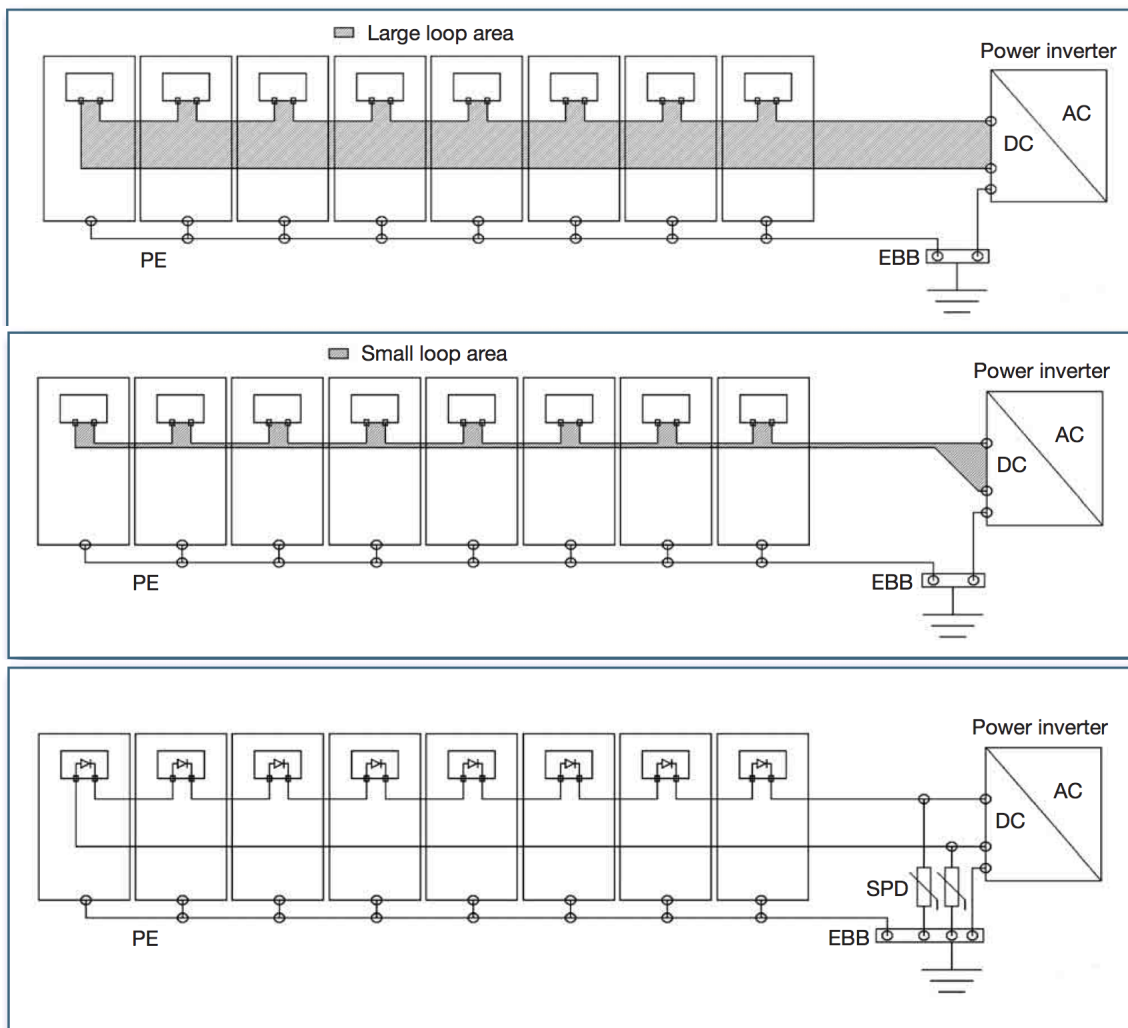 Large loop area
Power inverter
AC
DC
PE
EBB
Small loop area
Power inverter
AC
DC
PE
EBB
Power inverter
AC
DC
SPD
PE
EBB